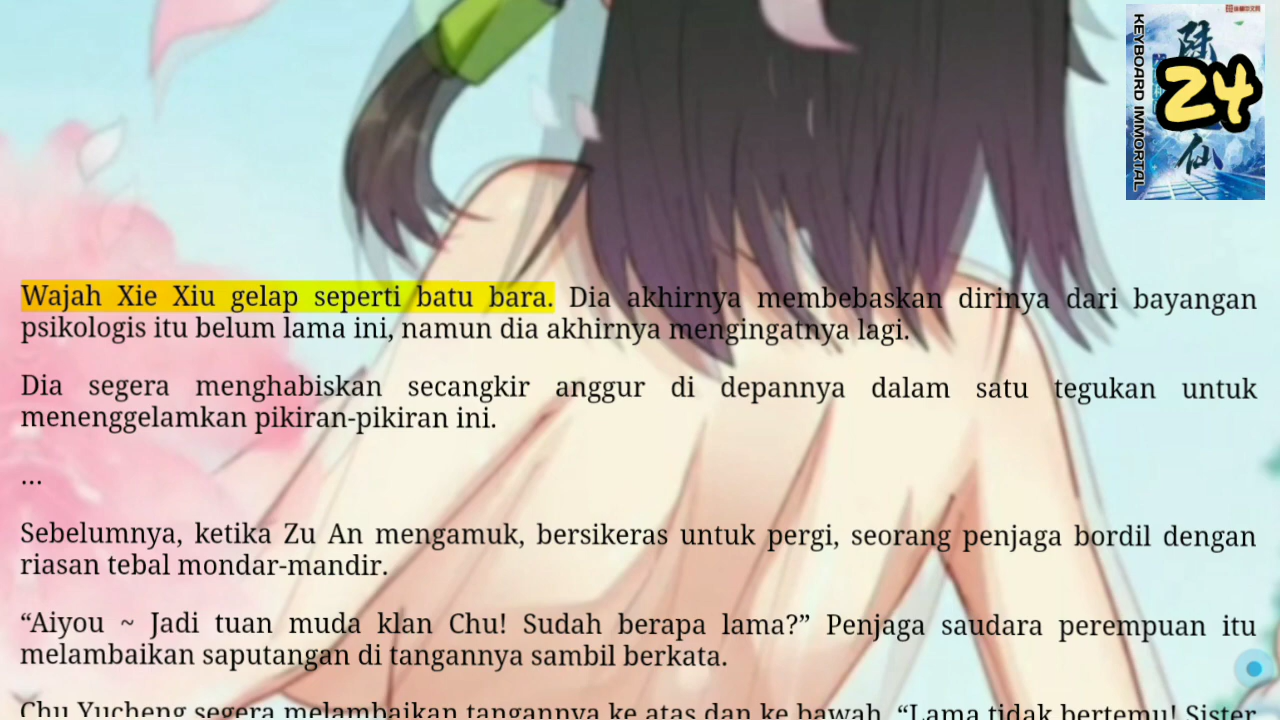 KEYBOARD IMMORTAL
陆
24
仙
Wajah Xie Xiu gelap seperti batu bara. Dia akhirnya membebaskan dirinya dari bayangan
psikologis itu belum lama ini, namun dia akhirnya mengingatnya lagi.
Dia segera menghabiskan secangkir anggur di depannya dalam satu tegukan untuk
menenggelamkan pikiran-pikiran ini.
...
Sebelumnya, ketika Zu An mengamuk, bersikeras untuk pergi, seorang penjaga bordil dengan
riasan tebal mondar-mandir.
“Aiyou ~ Jadi tuan muda klan Chu! Sudah berapa lama?” Penjaga saudara perempuan itu
melambaikan saputangan di tangannya sambil berkata.
Chu Yucheng segera melambaikan tangannya ke atas dan ke bawah. “Lama tidak bertemu! Sister